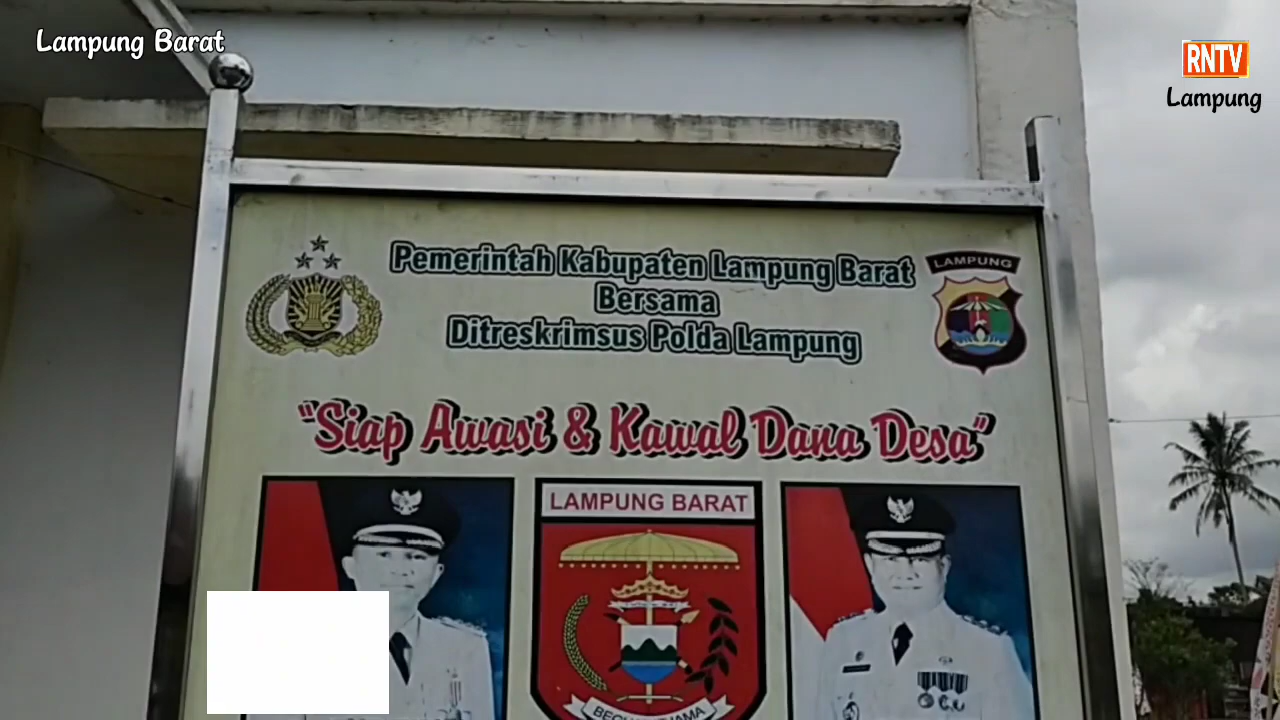 Lampung Barat
RNTV
Lampung
Pemerintah Kabupaten Lampung Barat
Bersama
Ditreskrimsus Polda Lampung
LAMPUNG
"Siap Awasi & Kawal Dana Desa"
LAMPUNG BARAT